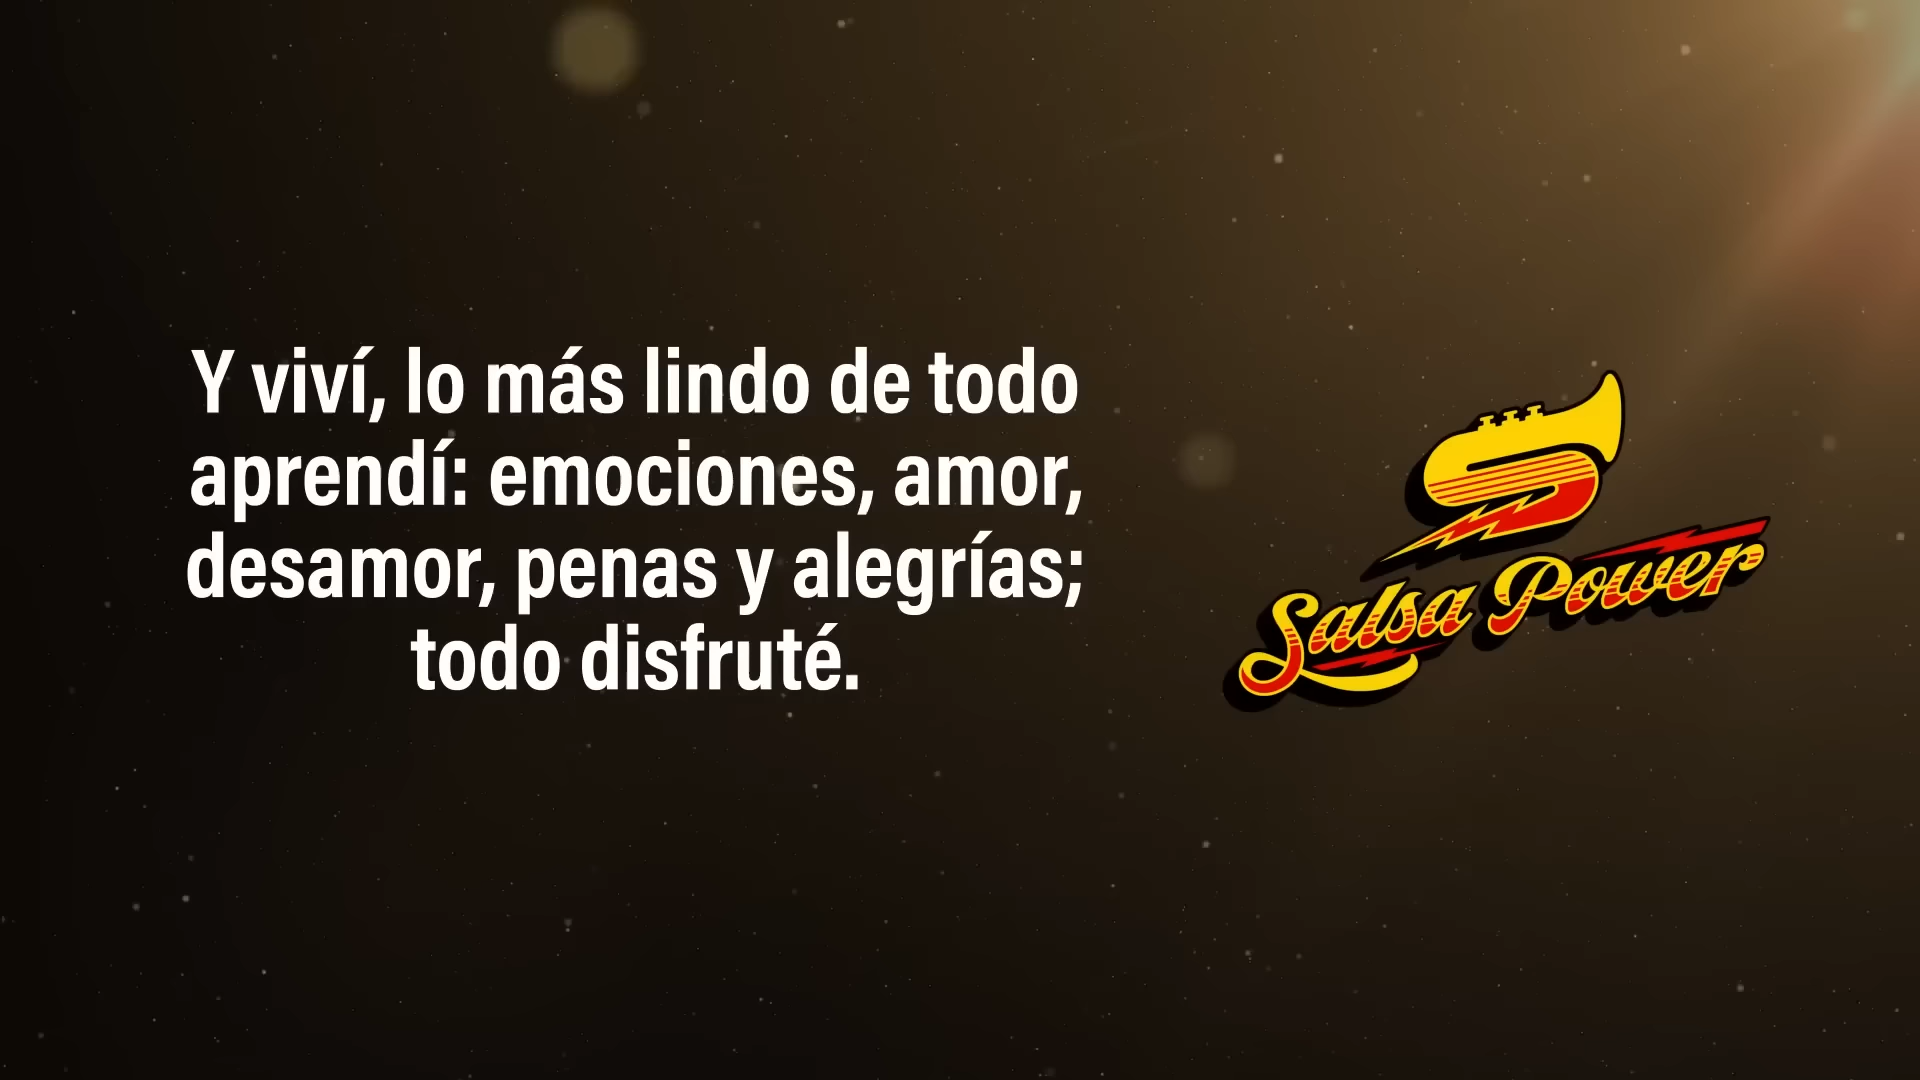 Y viví, lo más lindo de todo
aprendí: emociones, amor,
desamor, penas y alegrías;
todo disfruté.
Salsa Power